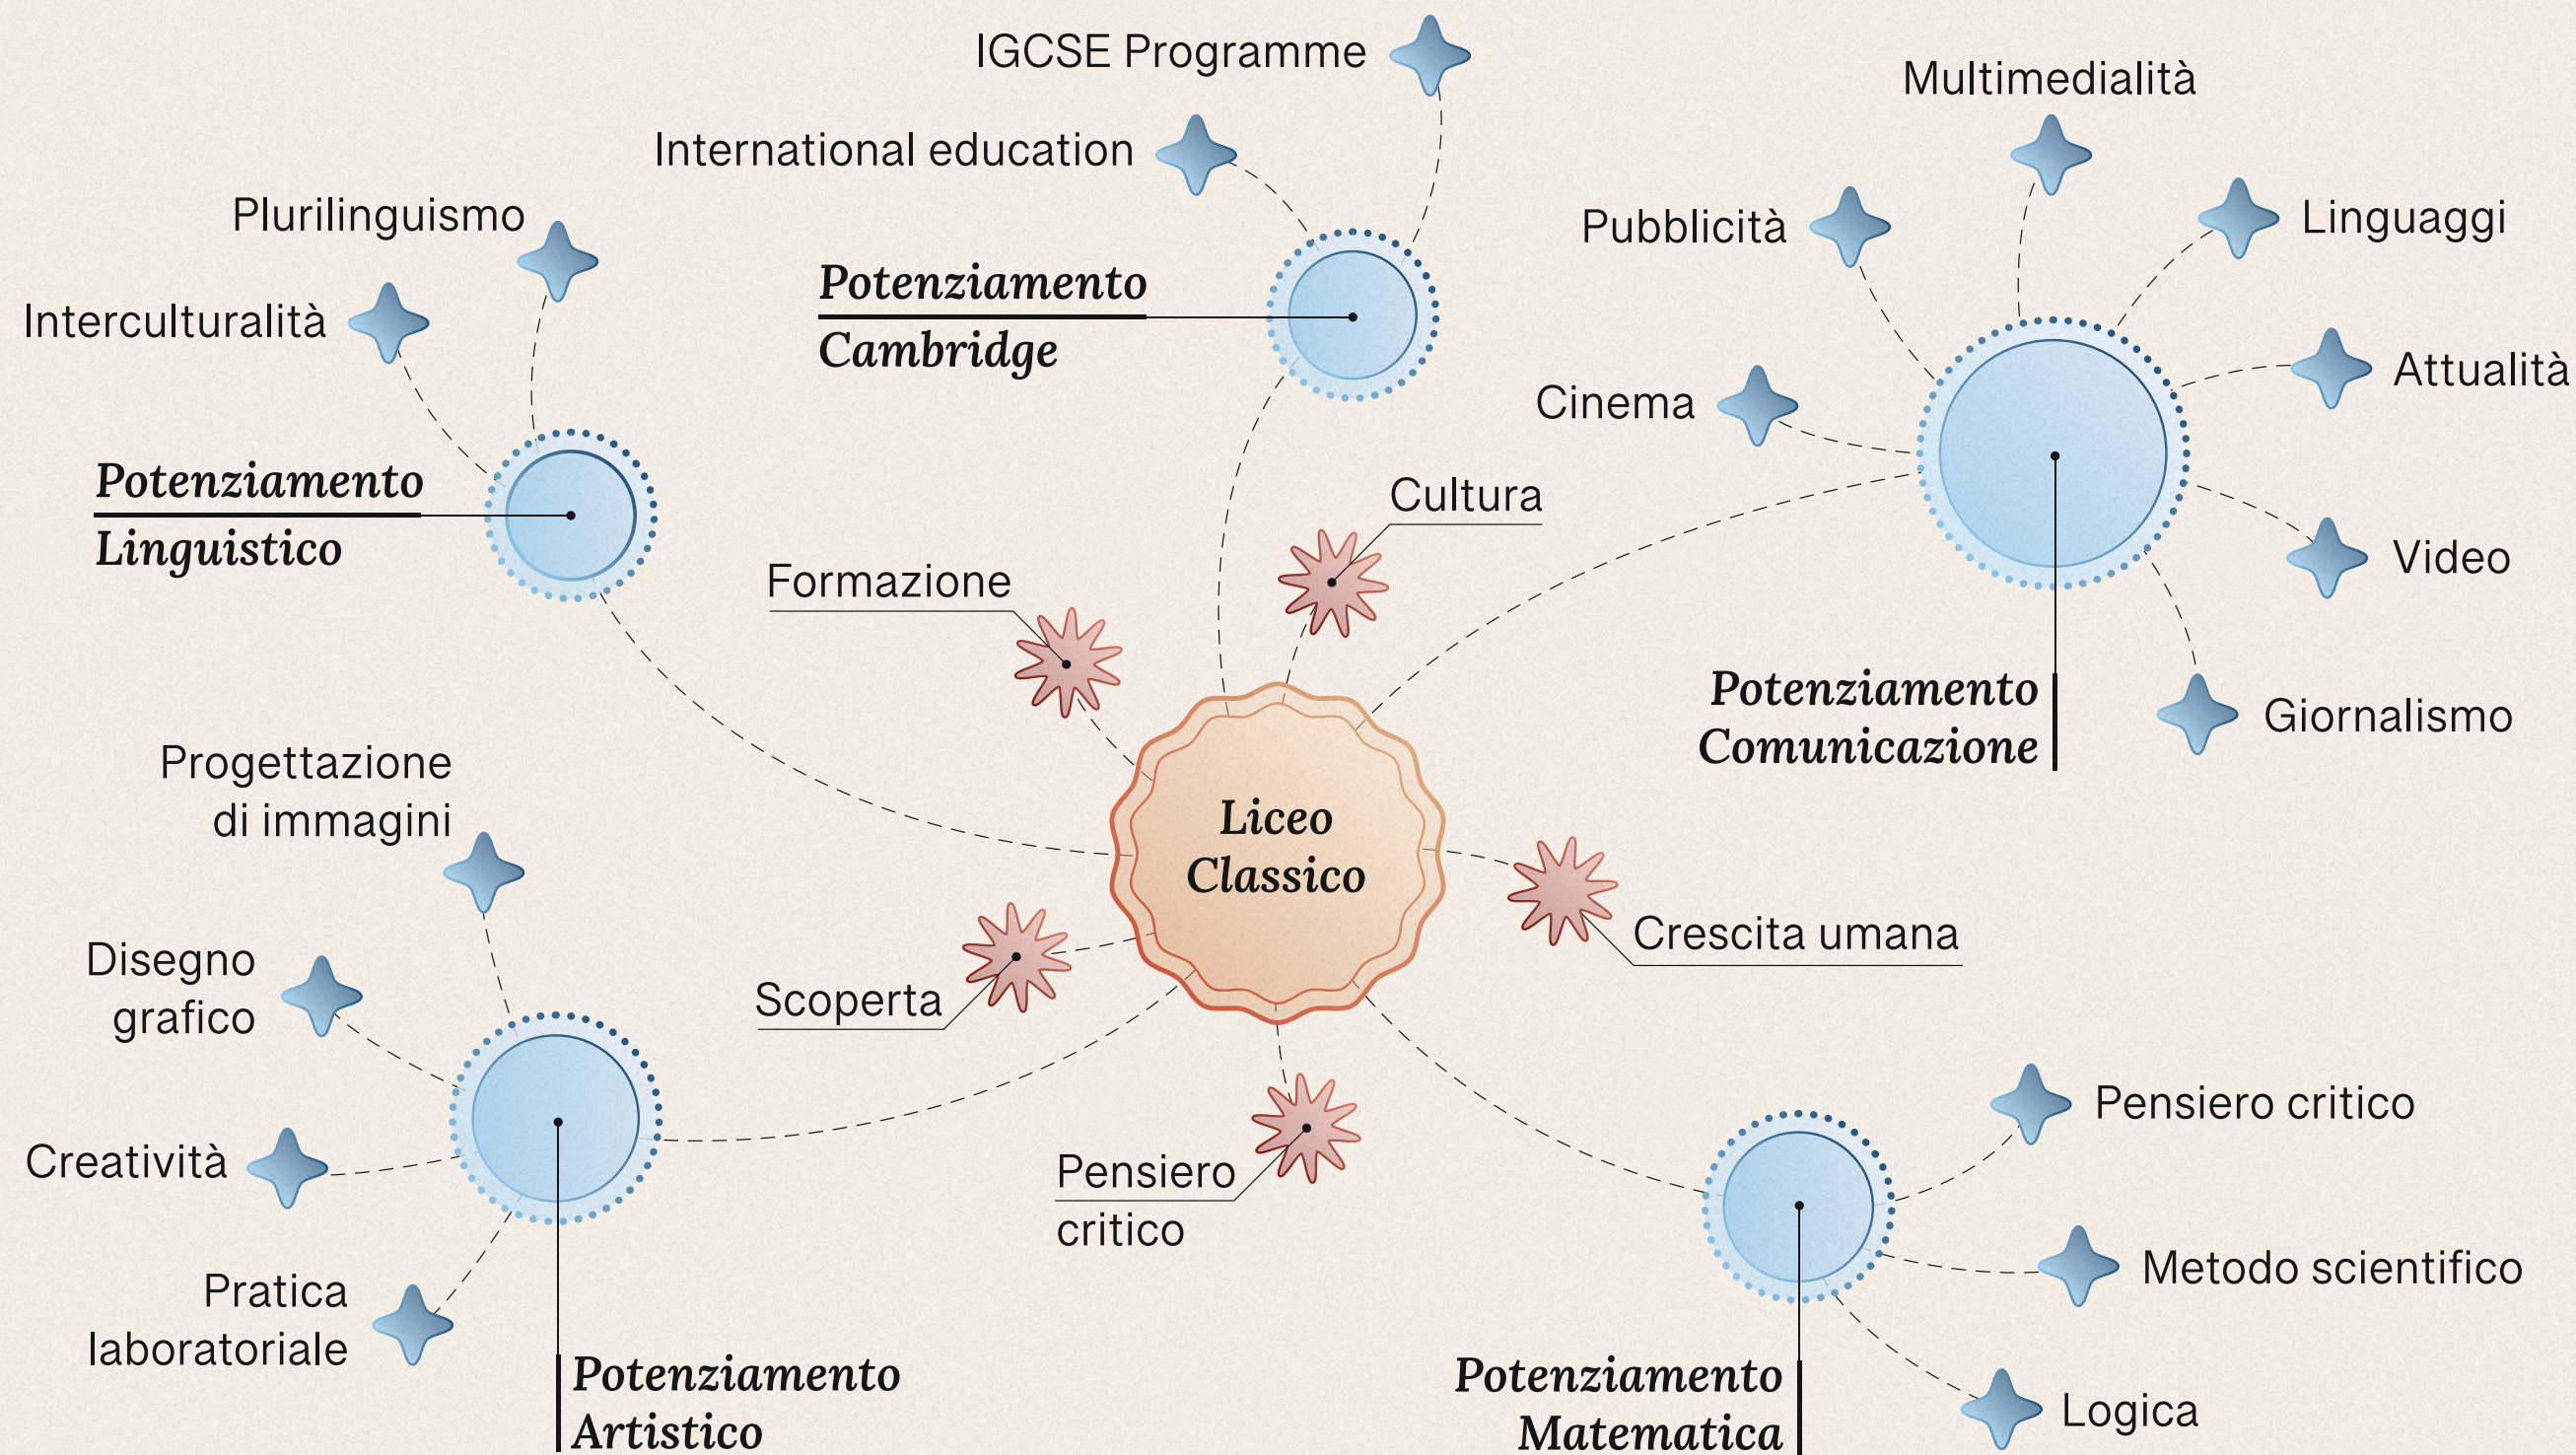 IGCSE Programme
International education
Potenziamento
Cambridge
Multimedialità
Pubblicità
Linguaggi
Attualità
Cinema
Video
Giornalismo
Potenziamento
Comunicazione
Plurilinguismo
Interculturalità
Potenziamento
Linguistico
Cultura
Formazione
Liceo
Classico
Crescita umana
Scoperta
Pensiero
critico
Progettazione
di immagini
Disegno
grafico
Creatività
Pratica
laboratoriale
Potenziamento
Artistico
Pensiero critico
Metodo scientifico
Logica
Potenziamento
Matematica